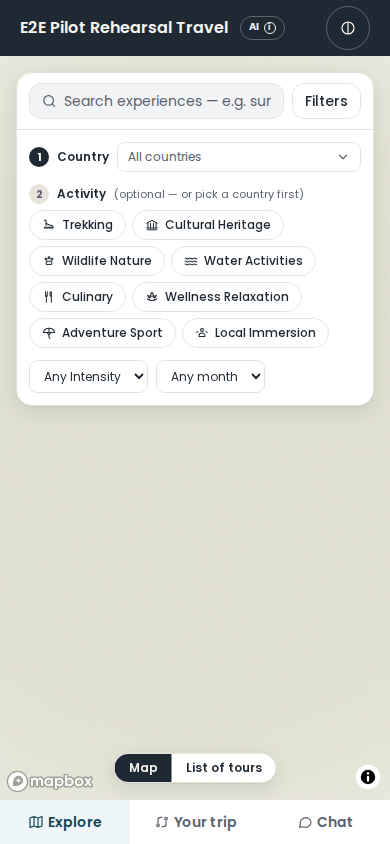 E2E Pilot Rehearsal Travel AI i
Search experiences — e.g. sur Filters
1 Country All countries
2 Activity (optional — or pick a country first)
Trekking Cultural Heritage
Wildlife Nature Water Activities
Culinary Wellness Relaxation
Adventure Sport Local Immersion
Any Intensity Any month
Map List of tours
mapbox
Explore Your trip Chat